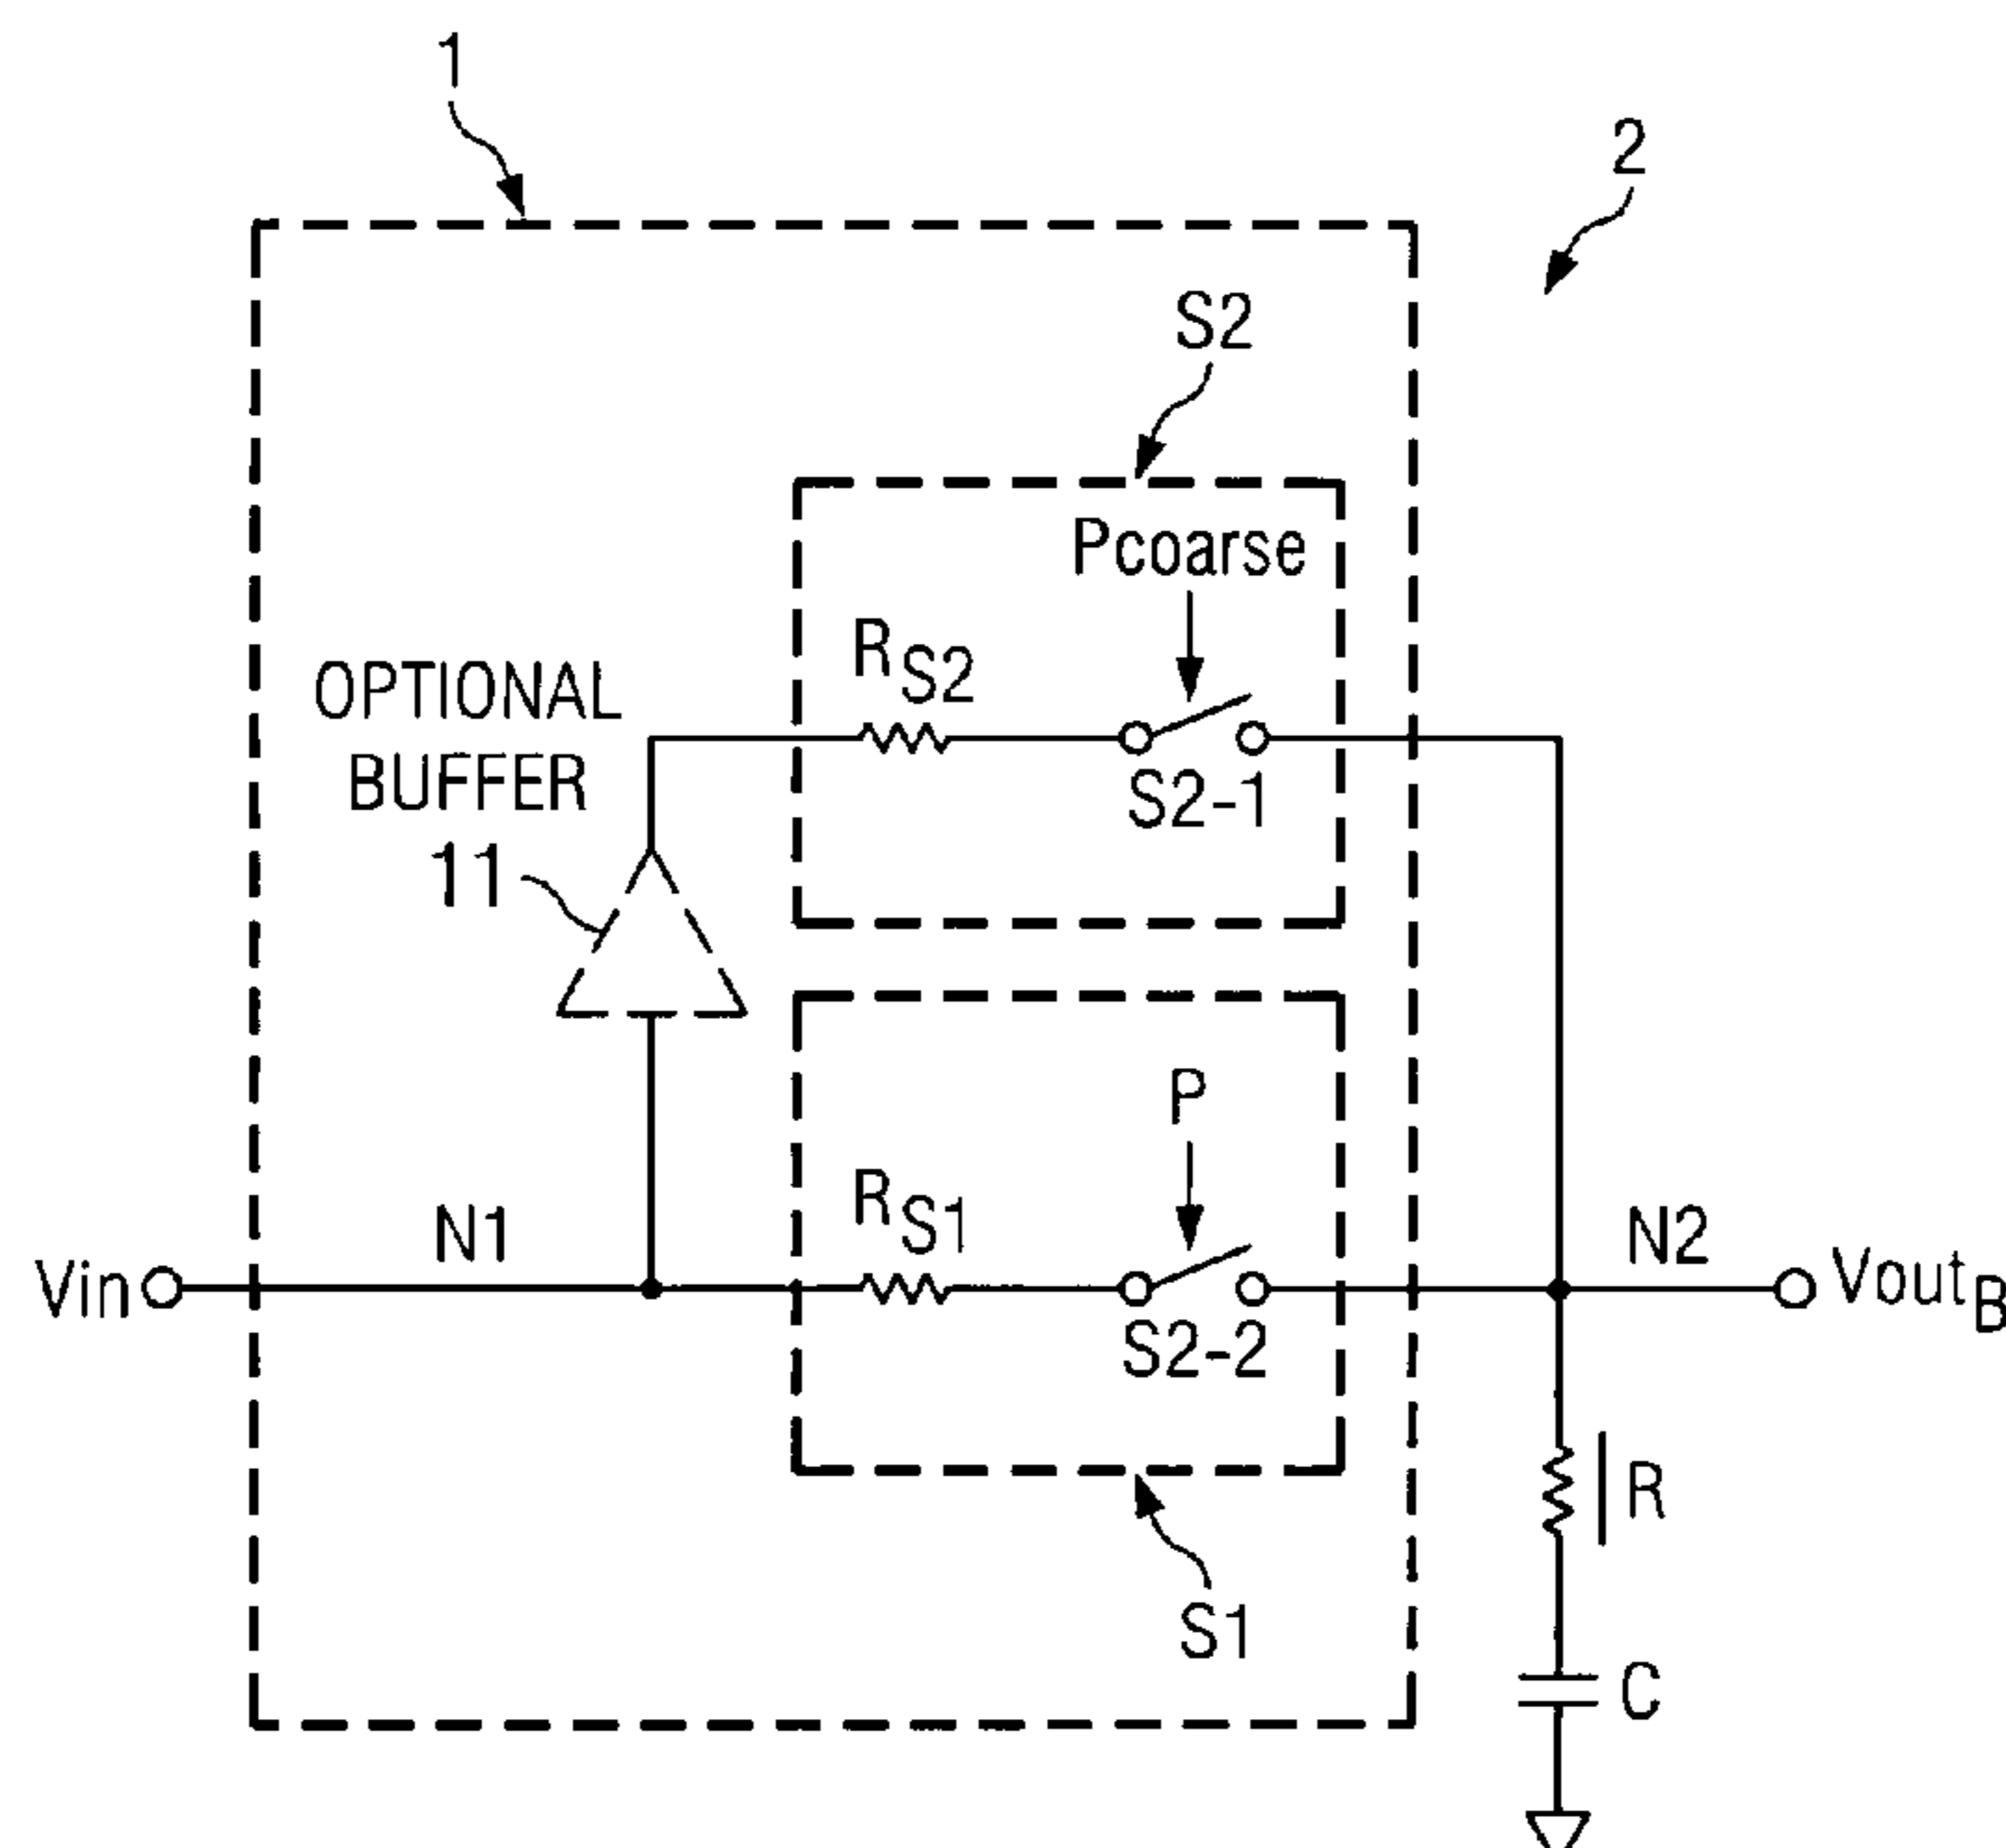 1
2
S2
Pcoarse
RS2
OPTIONAL
BUFFER
S2-1
11
P
RS1
N1
N2
Vin
VoutB
S2-2
R
S1
C